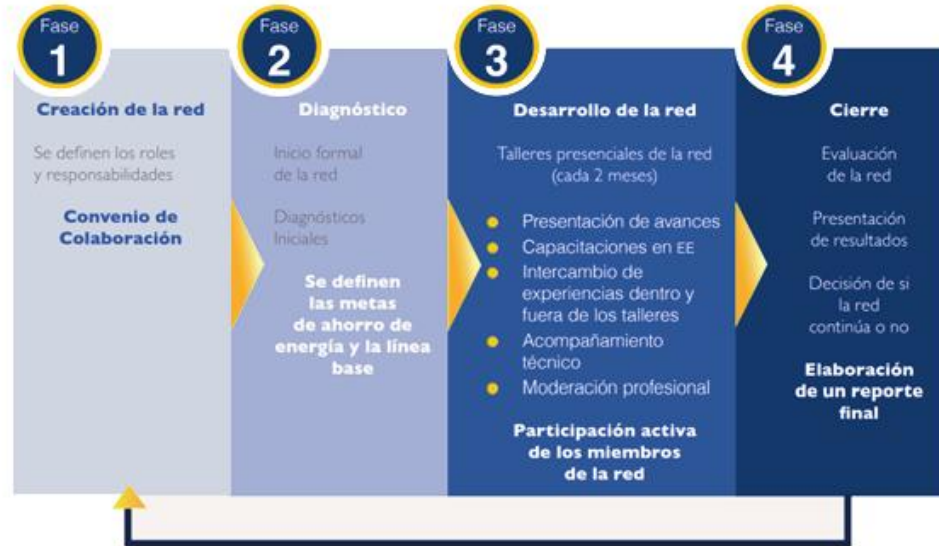 Fase
1
Creación de la red
Se definen los roles
y responsabilidades
Convenio de
Colaboración
Fase
2
Diagnóstico
Inicio formal
de la red
Diagnósticos
Iniciales
Se definen
las metas
de ahorro de
energía y la línea
base
Fase
3
Desarrollo de la red
Talleres presenciales de la red
(cada 2 meses)
Presentación de avances
Capacitaciones en EE
Intercambio de
experiencias dentro y
fuera de los talleres
Acompañamiento
técnico
Moderación profesional
Participación activa
de los miembros
de la red
Fase
4
Cierre
Evaluación
de la red
Presentación
de resultados
Decisión de si
la red
continúa o no
Elaboración
de un reporte
final